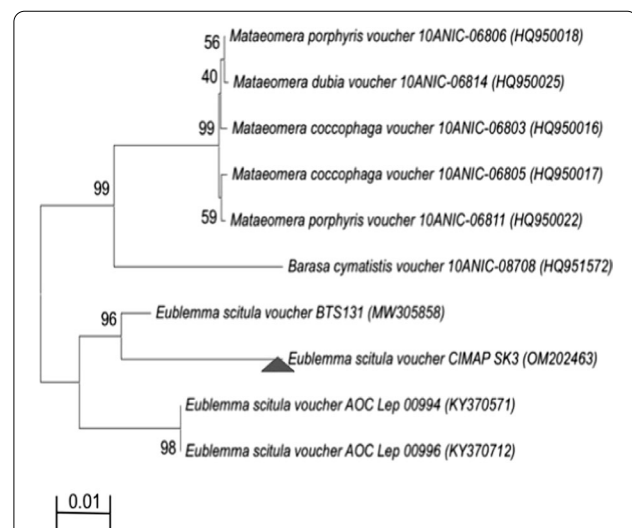 56
Mataeomera porphyris voucher 10ANIC-06806 (HQ950018)
40
Mataeomera dubia voucher 10ANIC-06814 (HQ950025)
99
Mataeomera coccophaga voucher 10ANIC-06803 (HQ950016)
Mataeomera coccophaga voucher 10ANIC-06805 (HQ950017)
99
59
Mataeomera porphyris voucher 10ANIC-06811 (HQ950022)
Barasa cymatistis voucher 10ANIC-08708 (HQ951572)
96
Eublemma scitula voucher BTS131 (MW305858)
Eublemma scitula voucher CIMAP SK3 (OM202463)
Eublemma scitula voucher AOC Lep 00994 (KY370571)
98
Eublemma scitula voucher AOC Lep 00996 (KY370712)
0.01